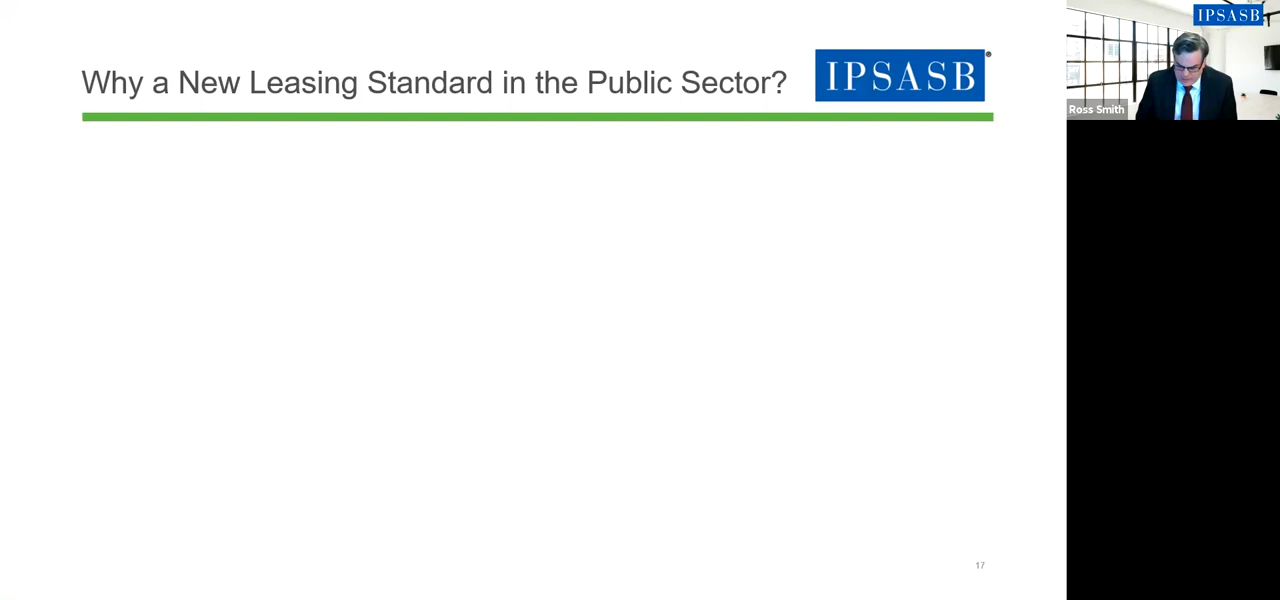 Why a New Leasing Standard in the Public Sector?
IPSASB®
17
IPSASB
Ross Smith